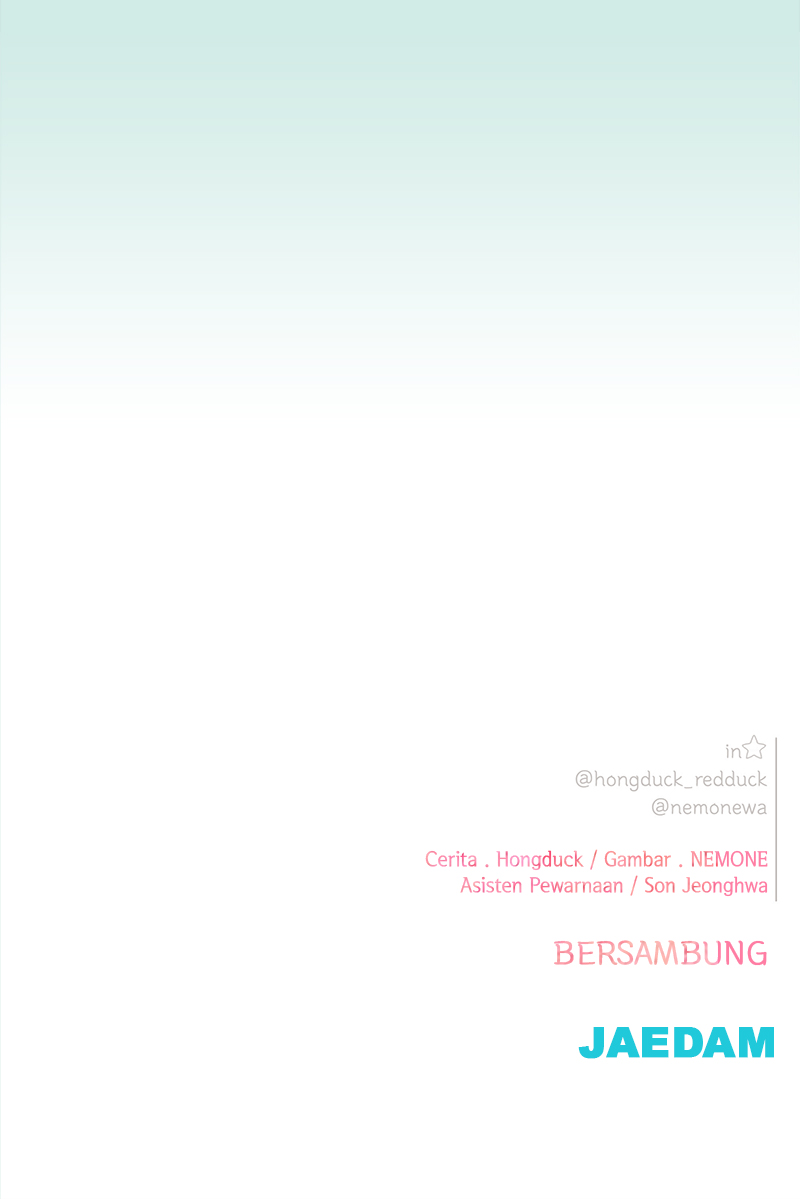 in☆
@hongduck_redduck
@nemonewa
Cerita . Hongduck / Gambar . NEMONE
Asisten Pewarnaan / Son Jeonghwa
BERSAMBUNG
JAEDAM